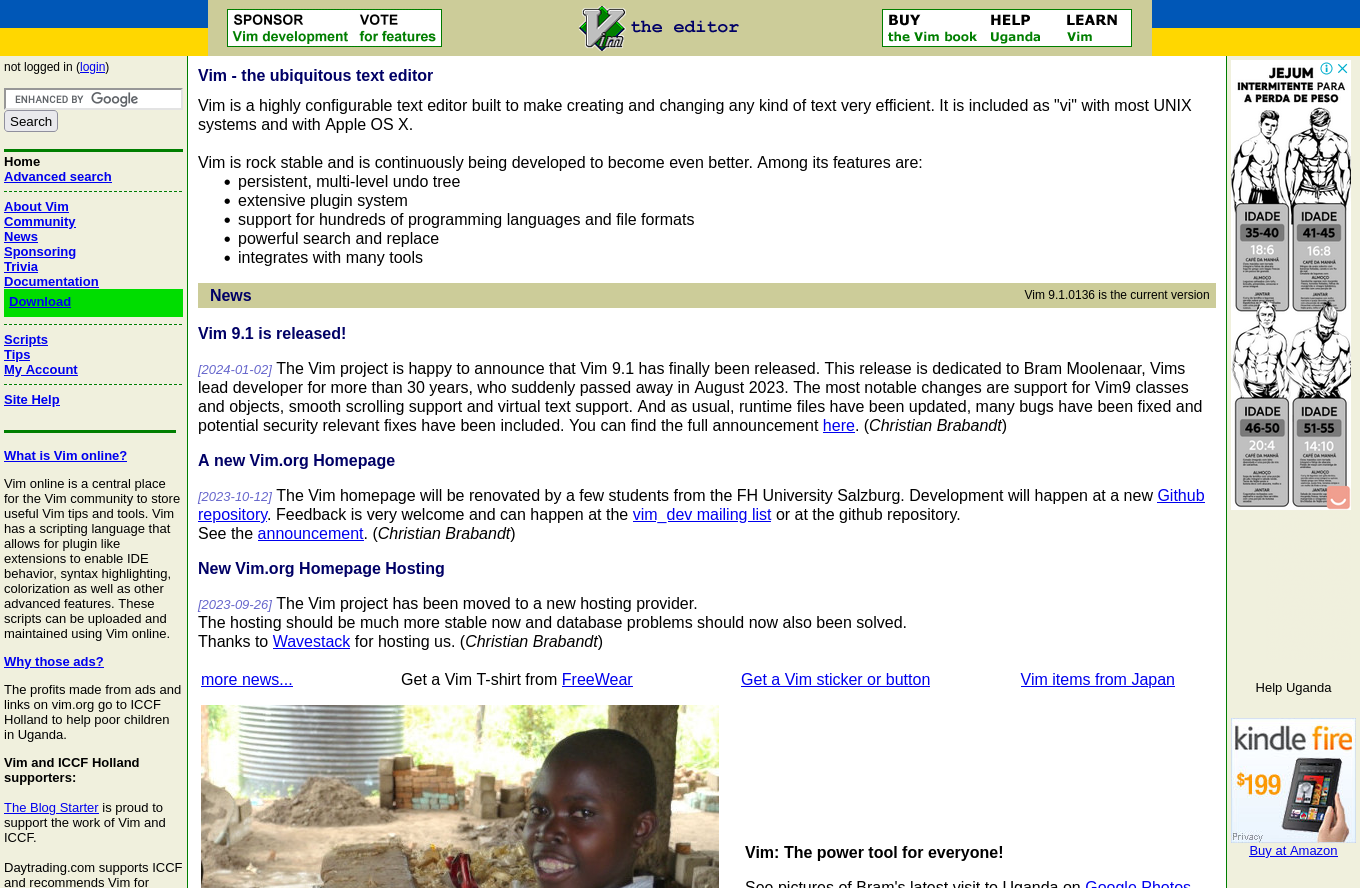 SPONSOR VOTE
Vim development for features
Vim the editor
BUY HELP LEARN
the Vim book Uganda Vim
not logged in (login)
ENHANCED BY Google
Search
Home
Advanced search
About Vim
Community
News
Sponsoring
Trivia
Documentation
Download
Scripts
Tips
My Account
Site Help
What is Vim online?
Vim online is a central place
for the Vim community to store
useful Vim tips and tools. Vim
has a scripting language that
allows for plugin like
extensions to enable IDE
behavior, syntax highlighting,
colorization as well as other
advanced features. These
scripts can be uploaded and
maintained using Vim online.
Why those ads?
The profits made from ads and
links on vim.org go to ICCF
Holland to help poor children
in Uganda.
Vim and ICCF Holland
supporters:
The Blog Starter is proud to
support the work of Vim and
ICCF.
Daytrading.com supports ICCF
and recommends Vim for
Vim - the ubiquitous text editor
Vim is a highly configurable text editor built to make creating and changing any kind of text very efficient. It is included as "vi" with most UNIX
systems and with Apple OS X.
Vim is rock stable and is continuously being developed to become even better. Among its features are:
• persistent, multi-level undo tree
• extensive plugin system
• support for hundreds of programming languages and file formats
• powerful search and replace
• integrates with many tools
News Vim 9.1.0136 is the current version
Vim 9.1 is released!
[2024-01-02] The Vim project is happy to announce that Vim 9.1 has finally been released. This release is dedicated to Bram Moolenaar, Vims
lead developer for more than 30 years, who suddenly passed away in August 2023. The most notable changes are support for Vim9 classes
and objects, smooth scrolling support and virtual text support. And as usual, runtime files have been updated, many bugs have been fixed and
potential security relevant fixes have been included. You can find the full announcement here. (Christian Brabandt)
A new Vim.org Homepage
[2023-10-12] The Vim homepage will be renovated by a few students from the FH University Salzburg. Development will happen at a new Github
repository. Feedback is very welcome and can happen at the vim_dev mailing list or at the github repository.
See the announcement. (Christian Brabandt)
New Vim.org Homepage Hosting
[2023-09-26] The Vim project has been moved to a new hosting provider.
The hosting should be much more stable now and database problems should now also been solved.
Thanks to Wavestack for hosting us. (Christian Brabandt)
more news... Get a Vim T-shirt from FreeWear Get a Vim sticker or button Vim items from Japan
Vim: The power tool for everyone!
See pictures of Bram's latest visit to Uganda on Google Photos
JEJUM
INTERMITENTE PARA
A PERDA DE PESO
IDADE IDADE
35-40 41-45
18:6 16:8
CAFÉ DA MANHÃ CAFÉ DA MANHÃ
ALMOÇO ALMOÇO
JANTAR JANTAR
IDADE IDADE
46-50 51-55
20:4 14:10
CAFÉ DA MANHÃ CAFÉ DA MANHÃ
ALMOÇO ALMOÇO
JANTAR JANTAR
Help Uganda
kindle fire
$199
Privacy
Buy at Amazon